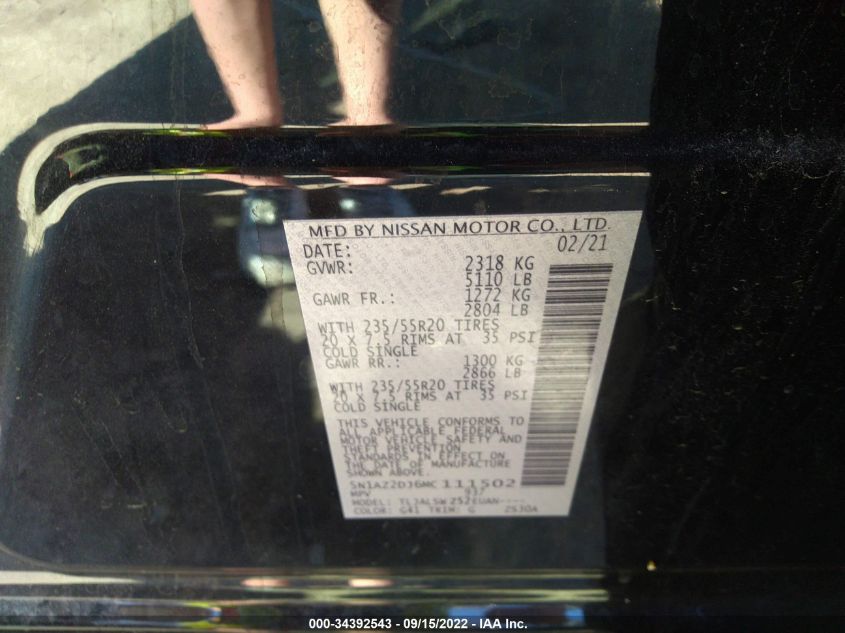 MFD BY NISSAN MOTOR CO., LTD.
DATE: 02/21
GVWR: 2318 KG
5110 LB
GAWR FR.: 1272 KG
2804 LB
WITH 235/55R20 TIRES
20 X 7.5 RIMS AT 35 PSI
COLD SINGLE
GAWR RR.: 1300 KG
2866 LB
WITH 235/55R20 TIRES
20 X 7.5 RIMS AT 35 PSI
COLD SINGLE
THIS VEHICLE CONFORMS TO
ALL APPLICABLE FEDERAL
MOTOR VEHICLE SAFETY AND
THEFT PREVENTION
STANDARDS IN EFFECT ON
THE DATE OF MANUFACTURE
SHOWN ABOVE.
5N1AZ2DJ6MC111502
MPV 937
MODEL: TLJALSW252EUAN----
COLOR: G41 TRIM: G 2530A
000-34392543 - 09/15/2022 - IAA Inc.